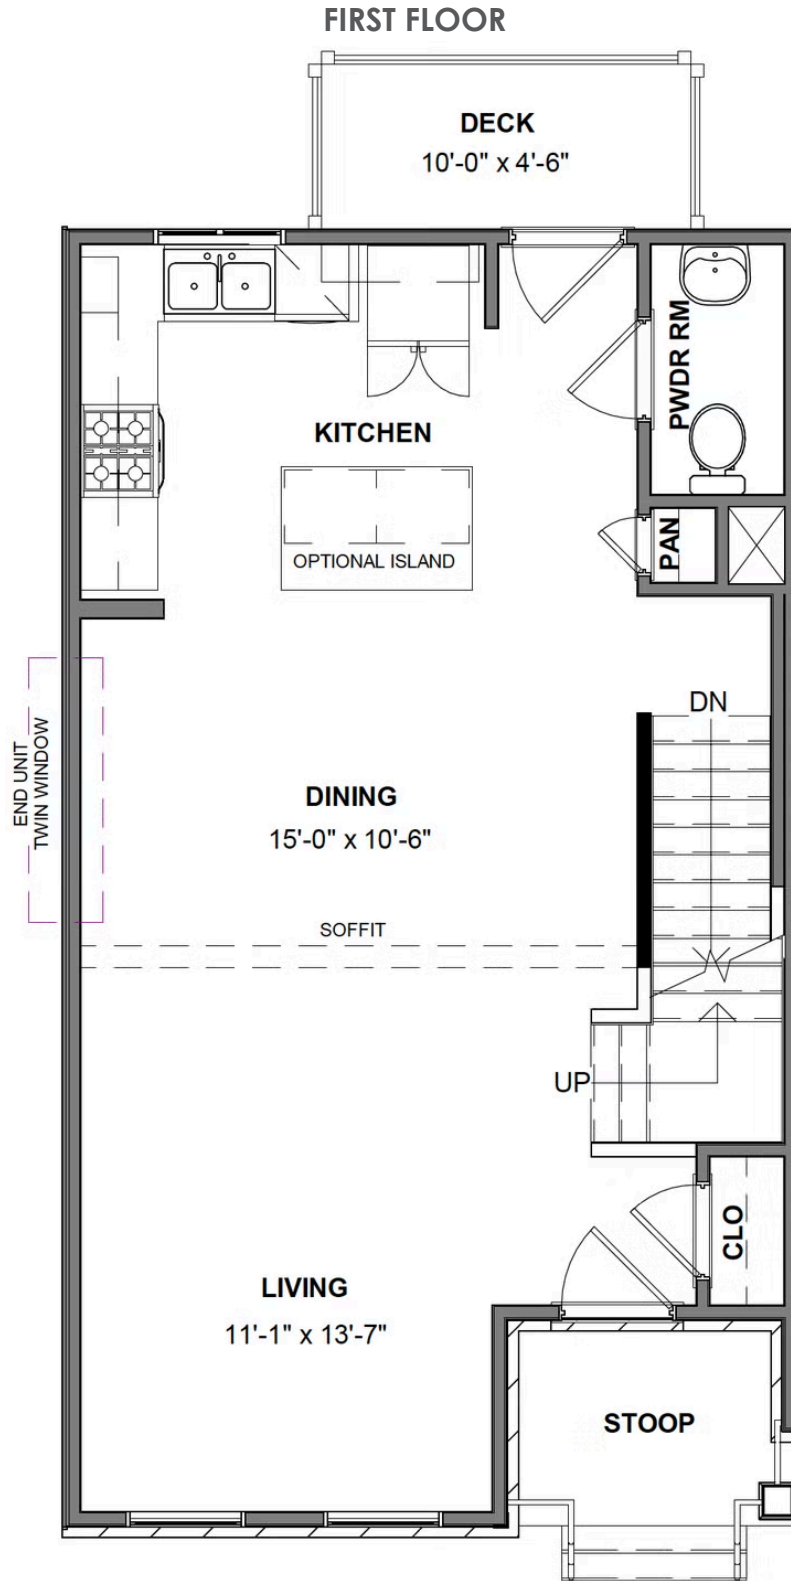 FIRST FLOOR
DECK
10'-0" x 4'-6"
PWDR RM
KITCHEN
PAN
OPTIONAL ISLAND
DN
END UNIT
TWIN WINDOW
DINING
15'-0" x 10'-6"
SOFFIT
UP
CLO
LIVING
11'-1" x 13'-7"
STOOP